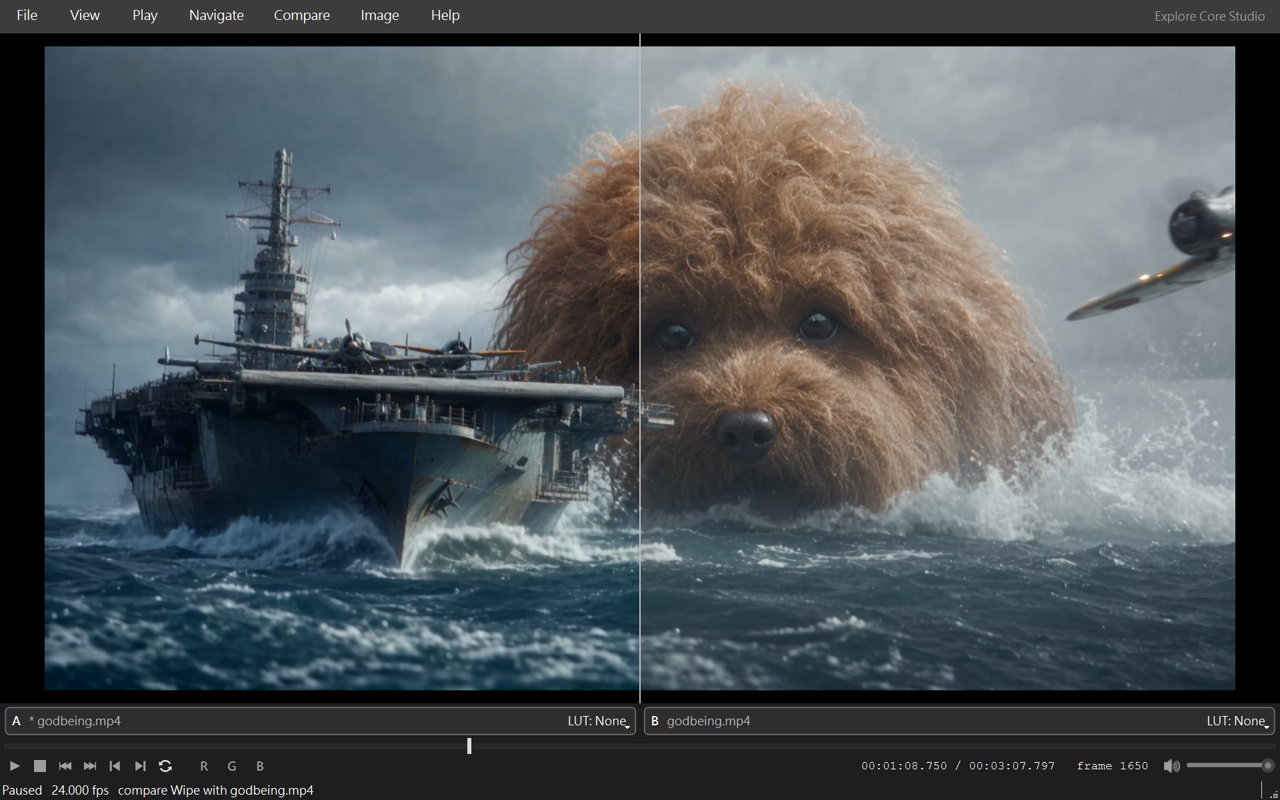 File View Play Navigate Compare Image Help Explore Core Studio
A * godbeing.mp4 LUT: None B godbeing.mp4 LUT: None
R G B 00:01:08.750 / 00:03:07.797 frame 1650
Paused 24.000 fps compare Wipe with godbeing.mp4